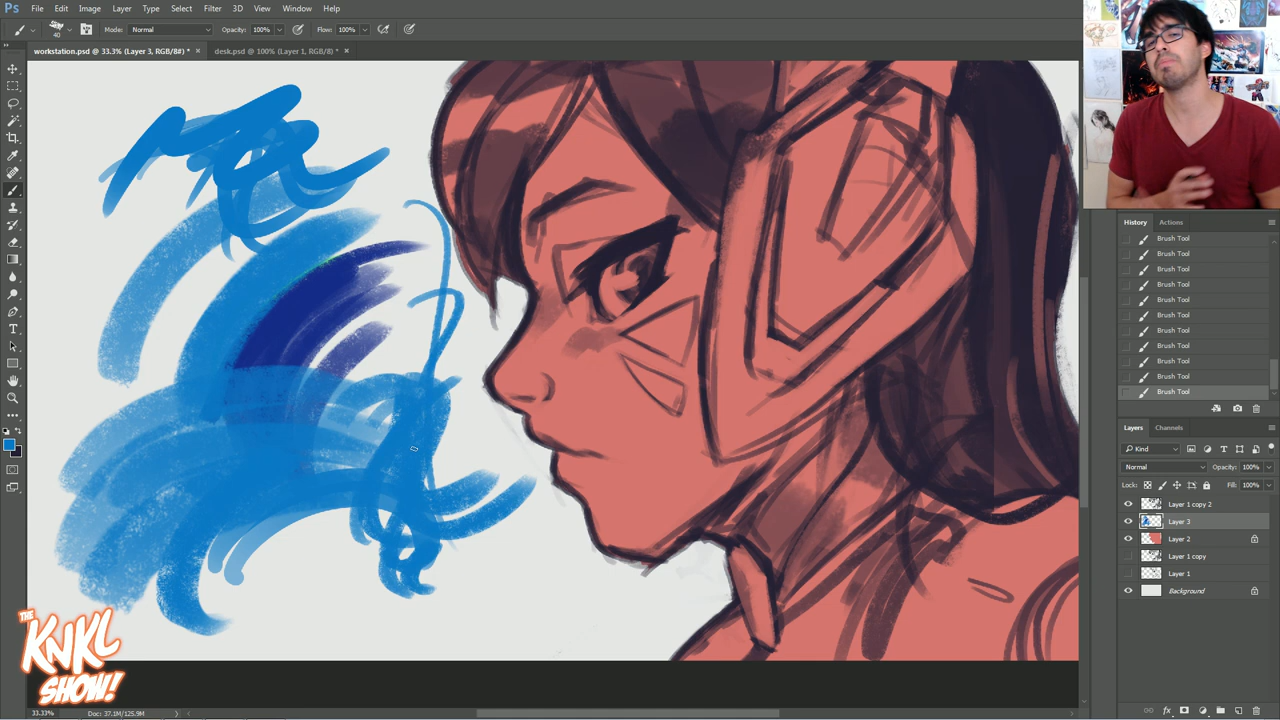 Ps File Edit Image Layer Type Select Filter 3D View Window Help
40 Mode: Normal Opacity: 100% Flow: 100%
workstation.psd @ 33.3% (Layer 3, RGB/8#) * × desk.psd @ 100% (Layer 1, RGB/8) * ×
History Actions
Brush Tool
Brush Tool
Brush Tool
Brush Tool
Brush Tool
Brush Tool
Brush Tool
Brush Tool
Brush Tool
Brush Tool
Brush Tool
Layers Channels
Kind
Normal Opacity: 100%
Lock: Fill: 100%
Layer 1 copy 2
Layer 3
Layer 2
Layer 1 copy
Layer 1
Background
THE
KNKL
SHOW!
33.33% Doc: 37.1M/125.9M
fx